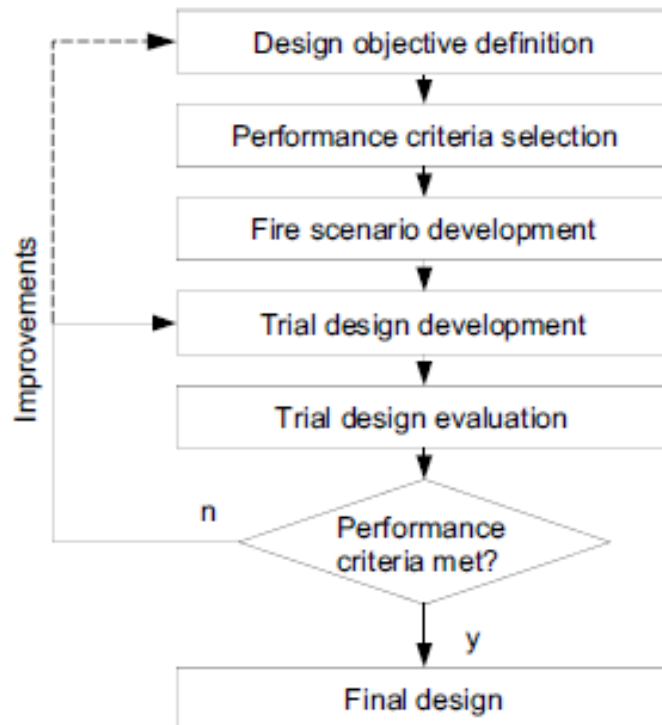 Design objective definition
Performance criteria selection
Fire scenario development
Improvements
Trial design development
Trial design evaluation
n
Performance
criteria met?
y
Final design